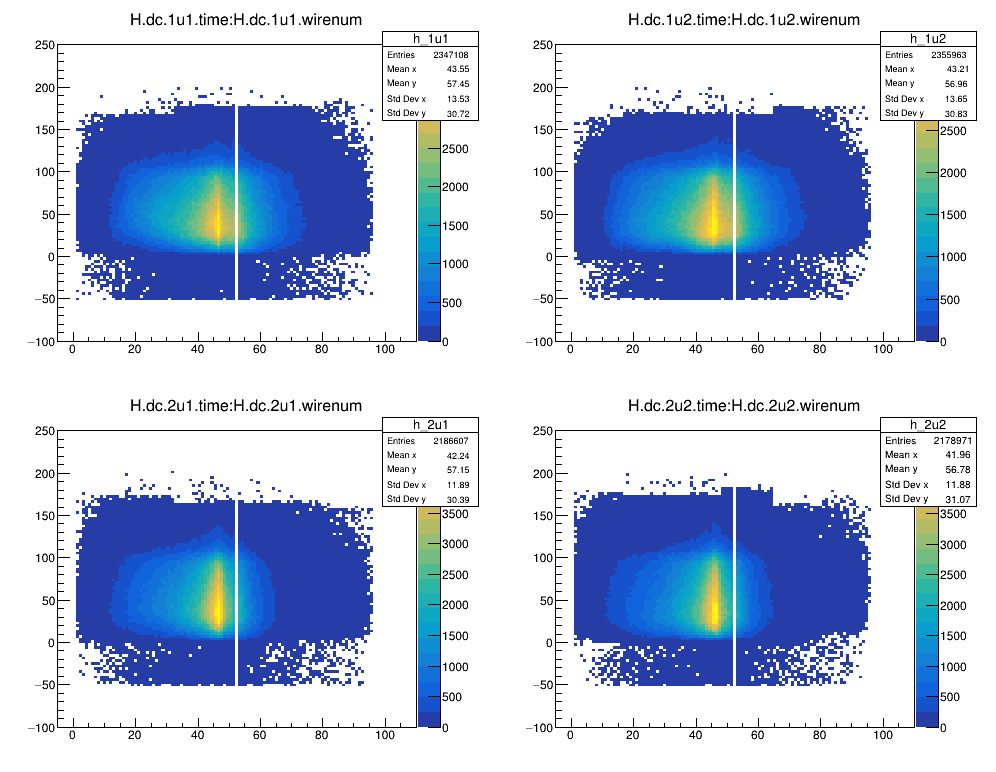 H.dc.1u1.time:H.dc.1u1.wirenum
h_1u1
Entries 2347108
Mean x 43.55
Mean y 57.45
Std Dev x 13.53
Std Dev y 30.72
250
200
150
100
50
0
−50
−100
0 20 40 60 80 100
2500
2000
1500
1000
500
0
H.dc.1u2.time:H.dc.1u2.wirenum
h_1u2
Entries 2355963
Mean x 43.21
Mean y 56.96
Std Dev x 13.65
Std Dev y 30.83
250
200
150
100
50
0
−50
−100
0 20 40 60 80 100
2500
2000
1500
1000
500
0
H.dc.2u1.time:H.dc.2u1.wirenum
h_2u1
Entries 2186607
Mean x 42.24
Mean y 57.15
Std Dev x 11.89
Std Dev y 30.39
250
200
150
100
50
0
−50
−100
0 20 40 60 80 100
3500
3000
2500
2000
1500
1000
500
0
H.dc.2u2.time:H.dc.2u2.wirenum
h_2u2
Entries 2178971
Mean x 41.96
Mean y 56.78
Std Dev x 11.88
Std Dev y 31.07
250
200
150
100
50
0
−50
−100
0 20 40 60 80 100
3500
3000
2500
2000
1500
1000
500
0